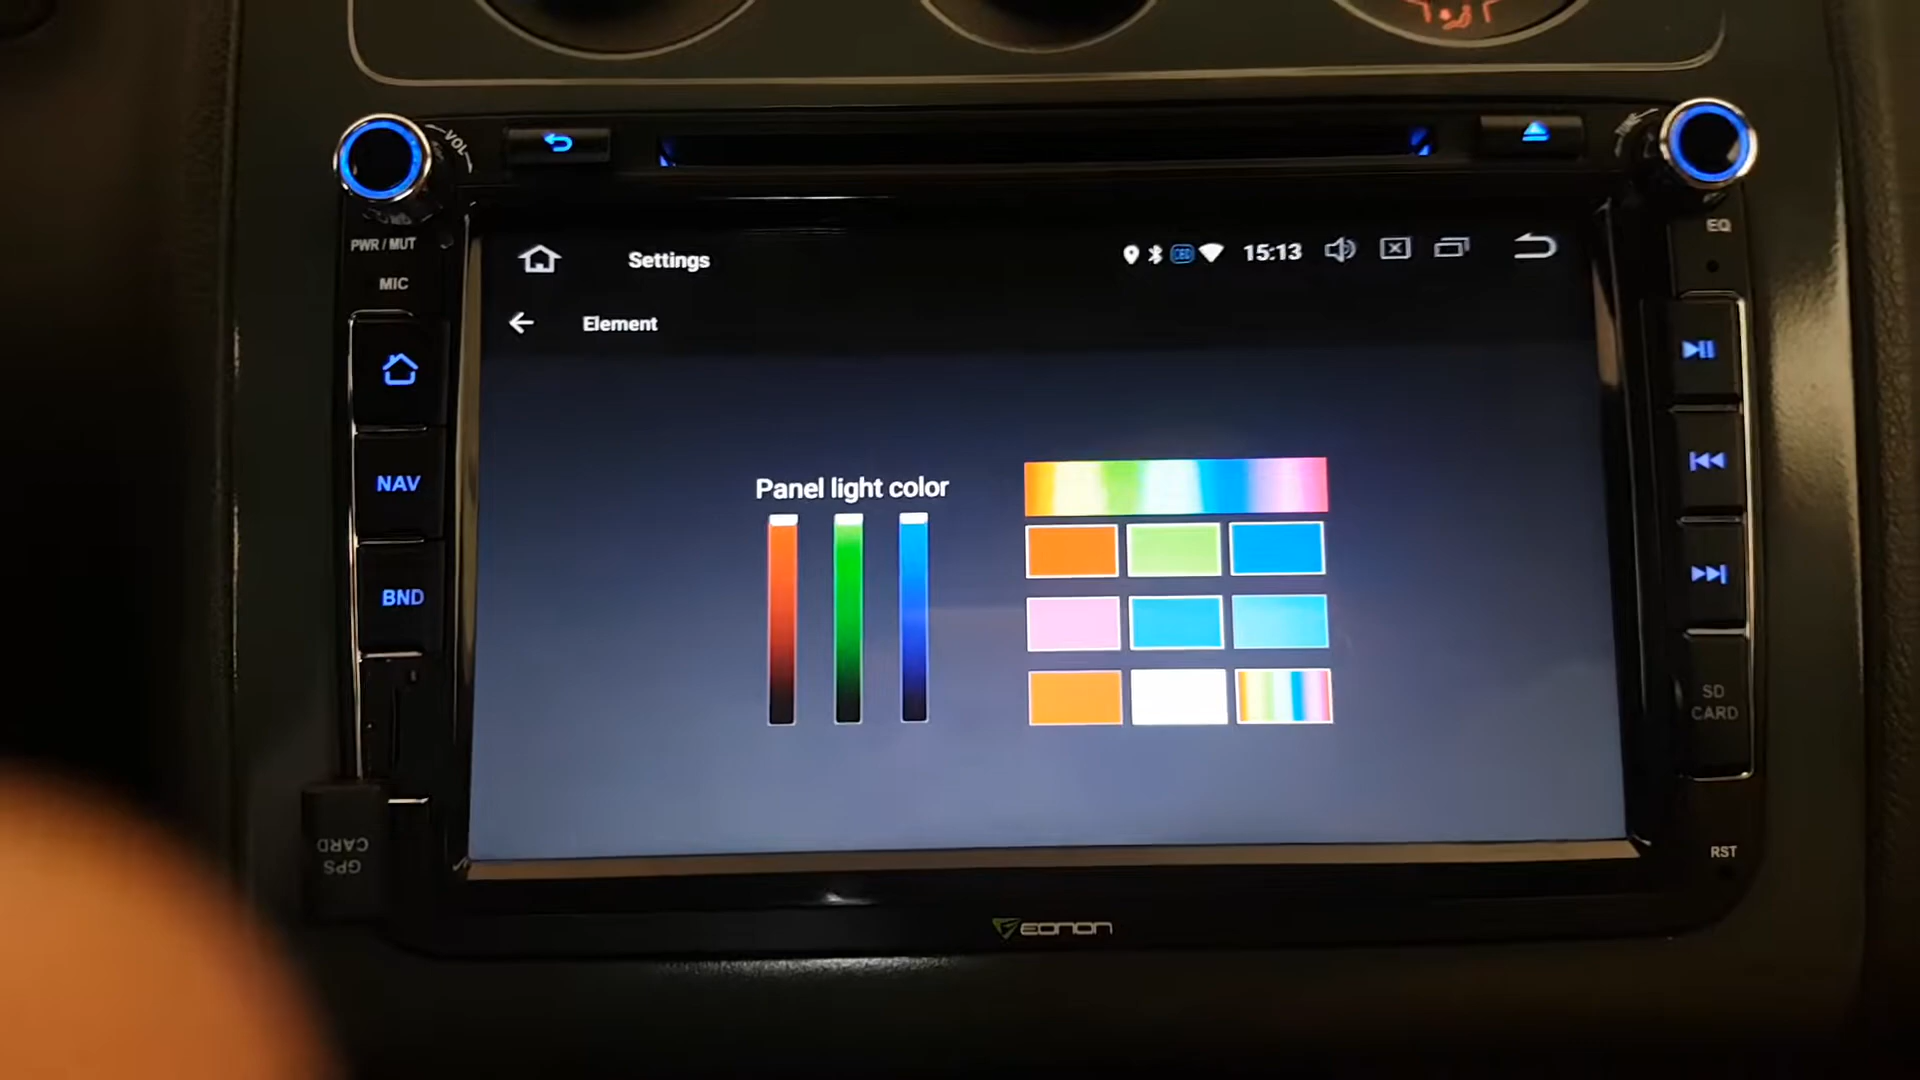 VOL
TUNE
PWR / MUT
MIC
EQ
Settings
15:13
Element
NAV
BND
Panel light color
SD
CARD
GPS
CARD
RST
EONON